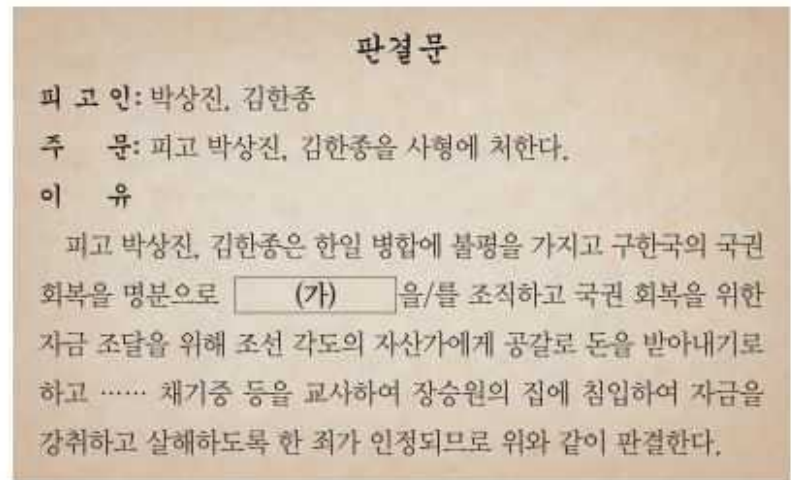 판결문
피 고 인: 박상진, 김한종
주 문: 피고 박상진, 김한종을 사형에 처한다.
이 유
피고 박상진, 김한종은 한일 병합에 불평을 가지고 구한국의 국권
회복을 명분으로 (가) 을/를 조직하고 국권 회복을 위한
자금 조달을 위해 조선 각도의 자산가에게 공갈로 돈을 받아내기로
하고 …… 채기중 등을 교사하여 장승원의 집에 침입하여 자금을
강취하고 살해하도록 한 죄가 인정되므로 위와 같이 판결한다.